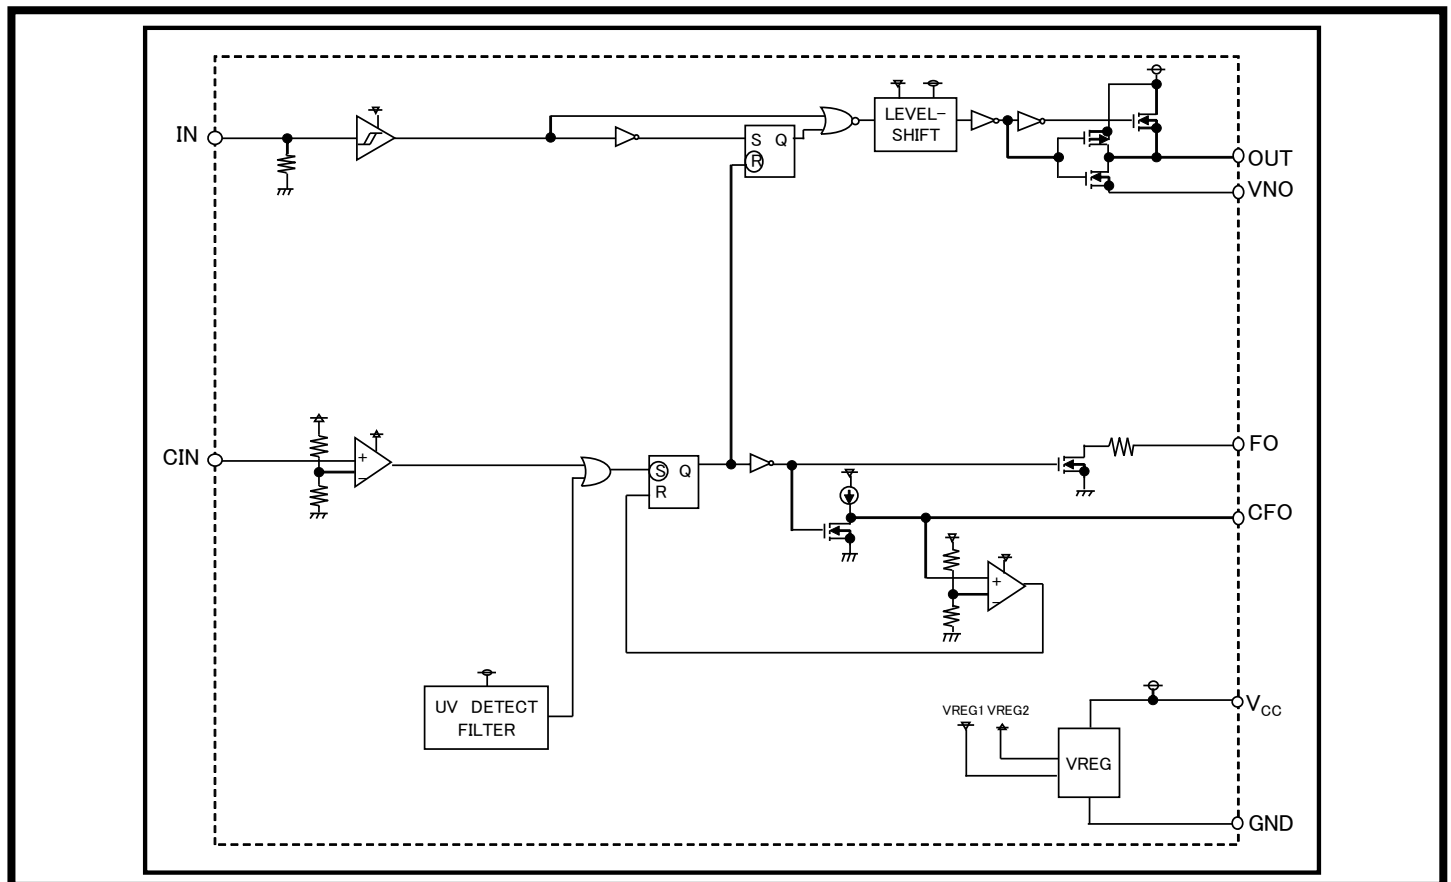 IN
LEVEL-
SHIFT
S Q
R
OUT
VNO
CIN
+
-
S Q
R
FO
CFO
+
-
UV DETECT
FILTER
VREG1 VREG2
VREG
VCC
GND